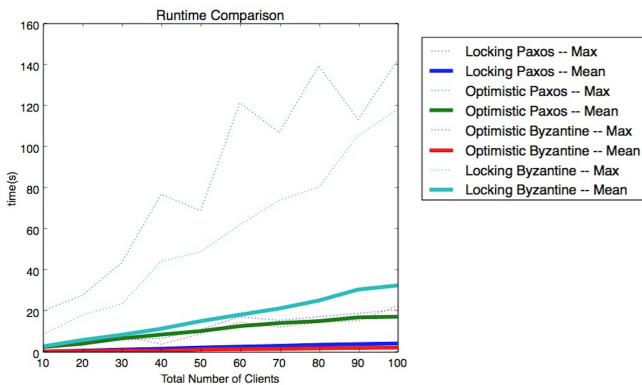 Runtime Comparison
160
140
120
100
80
60
40
20
0
time(s)
10 20 30 40 50 60 70 80 90 100
Total Number of Clients
Locking Paxos -- Max
Locking Paxos -- Mean
Optimistic Paxos -- Max
Optimistic Paxos -- Mean
Optimistic Byzantine -- Max
Optimistic Byzantine -- Mean
Locking Byzantine -- Max
Locking Byzantine -- Mean